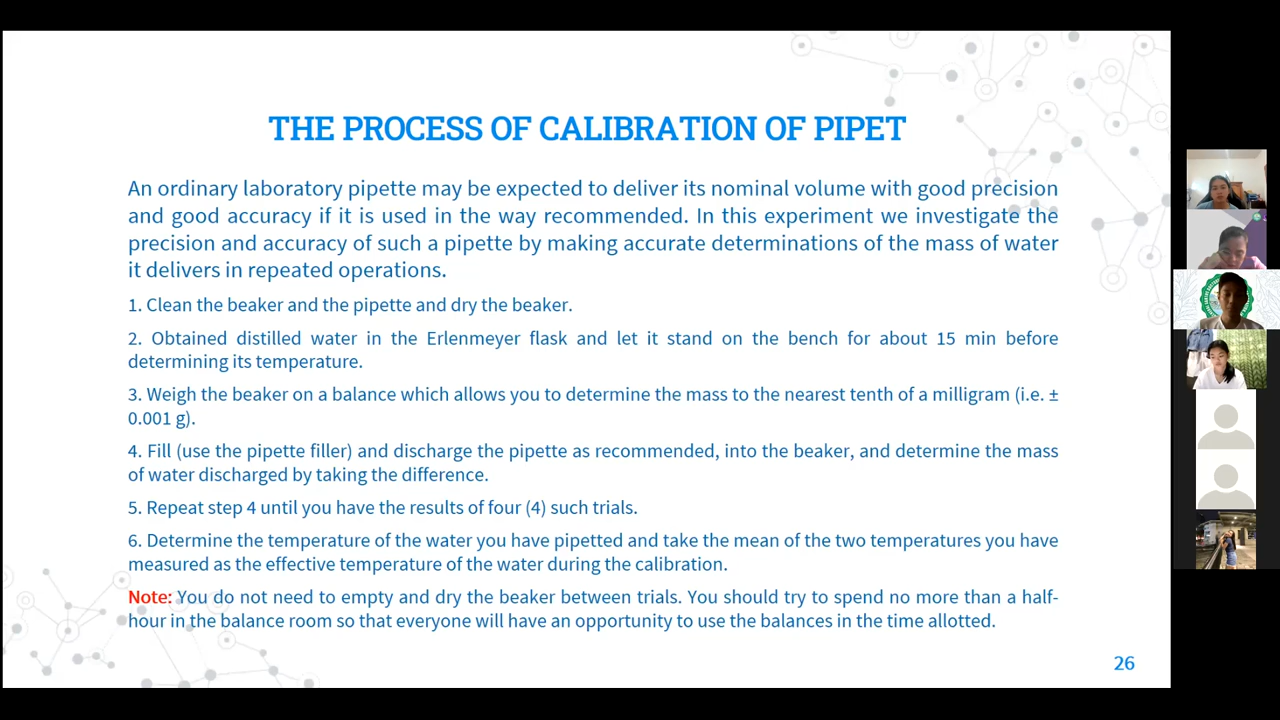 THE PROCESS OF CALIBRATION OF PIPET
An ordinary laboratory pipette may be expected to deliver its nominal volume with good precision
and good accuracy if it is used in the way recommended. In this experiment we investigate the
precision and accuracy of such a pipette by making accurate determinations of the mass of water
it delivers in repeated operations.
1. Clean the beaker and the pipette and dry the beaker.
2. Obtained distilled water in the Erlenmeyer flask and let it stand on the bench for about 15 min before
determining its temperature.
3. Weigh the beaker on a balance which allows you to determine the mass to the nearest tenth of a milligram (i.e. ±
0.001 g).
4. Fill (use the pipette filler) and discharge the pipette as recommended, into the beaker, and determine the mass
of water discharged by taking the difference.
5. Repeat step 4 until you have the results of four (4) such trials.
6. Determine the temperature of the water you have pipetted and take the mean of the two temperatures you have
measured as the effective temperature of the water during the calibration.
Note: You do not need to empty and dry the beaker between trials. You should try to spend no more than a half-
hour in the balance room so that everyone will have an opportunity to use the balances in the time allotted.
26